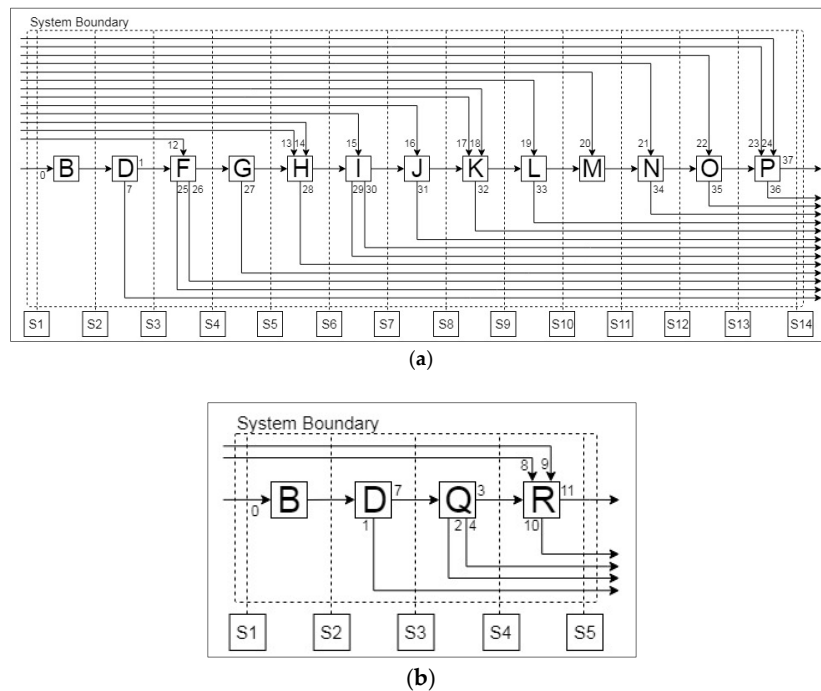 System Boundary
12 13 14 15 16 17 18 19 20 21 22 23 24
0 B D 1 F G H I J K L M N O P 37
7 25 26 27 28 29 30 31 32 33 34 35 36
S1 S2 S3 S4 S5 S6 S7 S8 S9 S10 S11 S12 S13 S14
(a)
System Boundary
8 9
0 B D 7 Q 3 R 11
1 2 4 10
S1 S2 S3 S4 S5
(b)